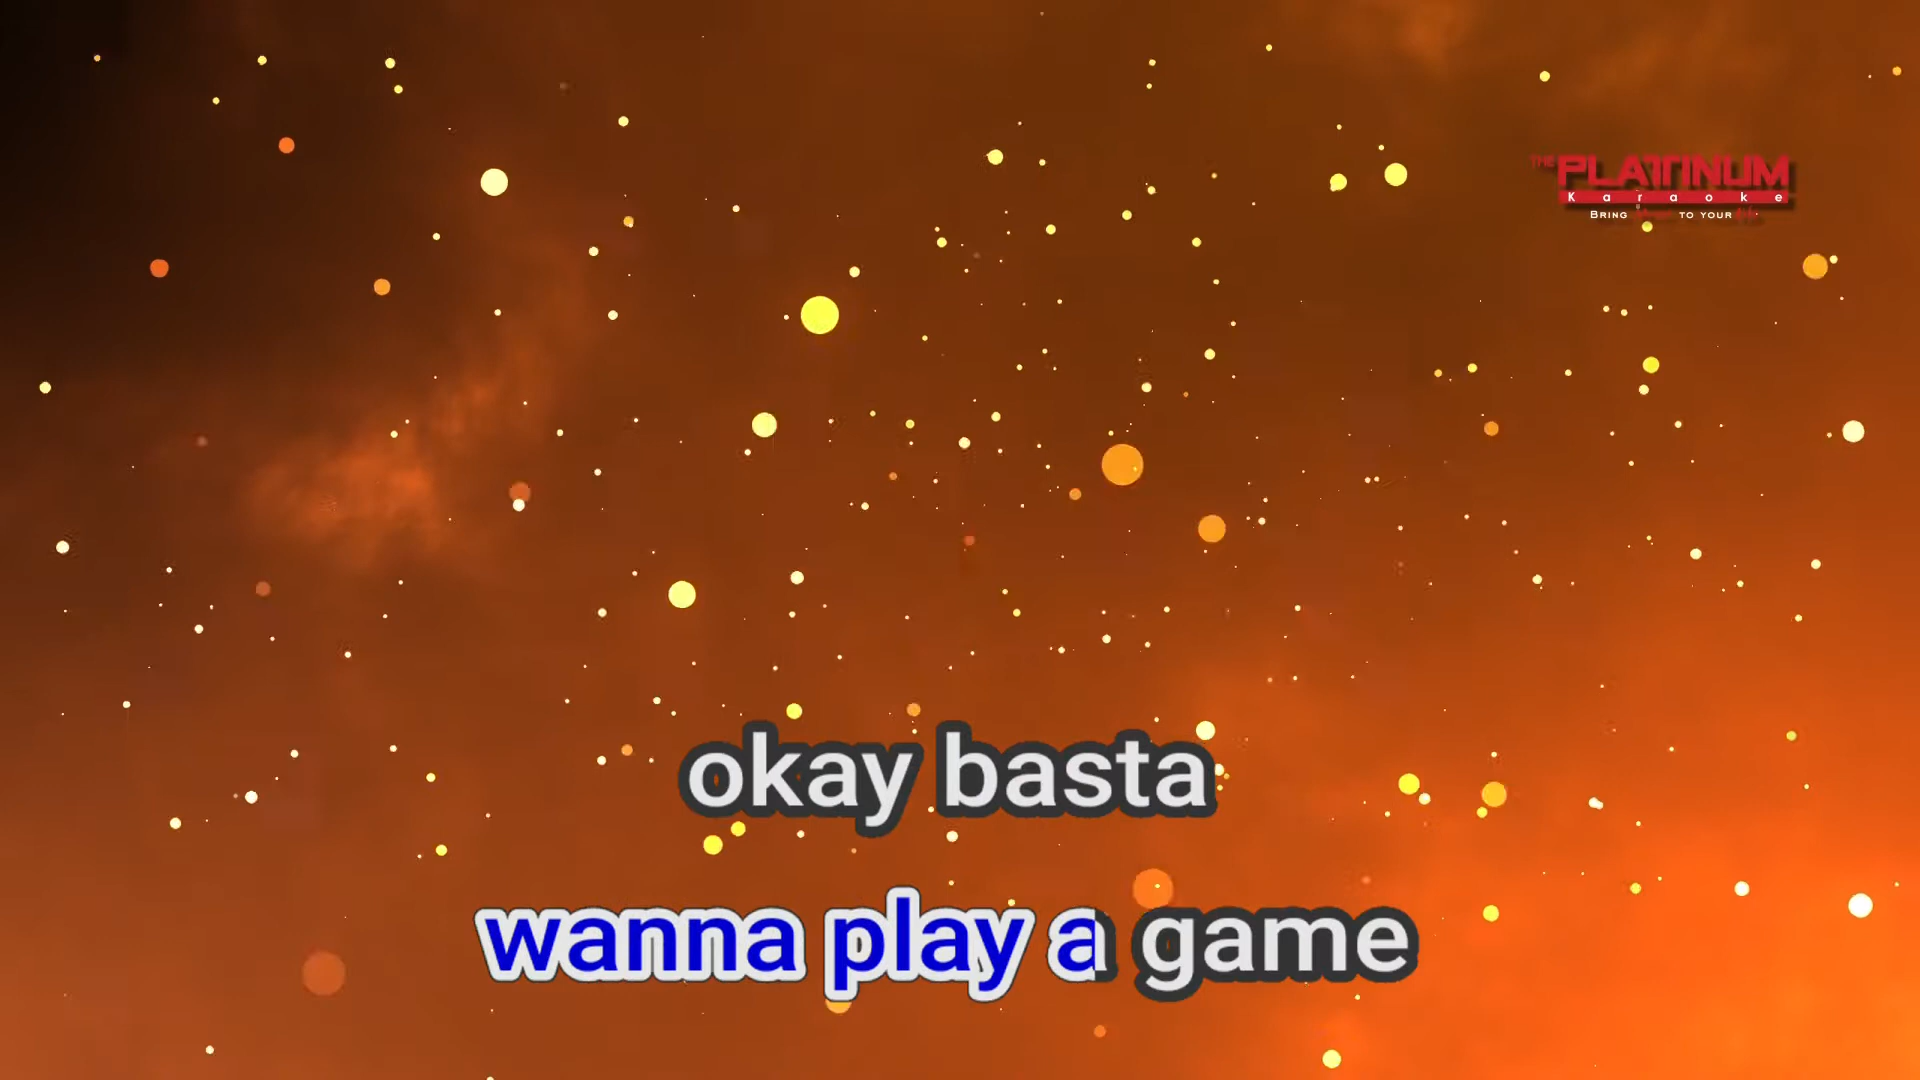 THE PLATINUM
Karaoke
BRING TO YOUR
okay basta
wanna play a game